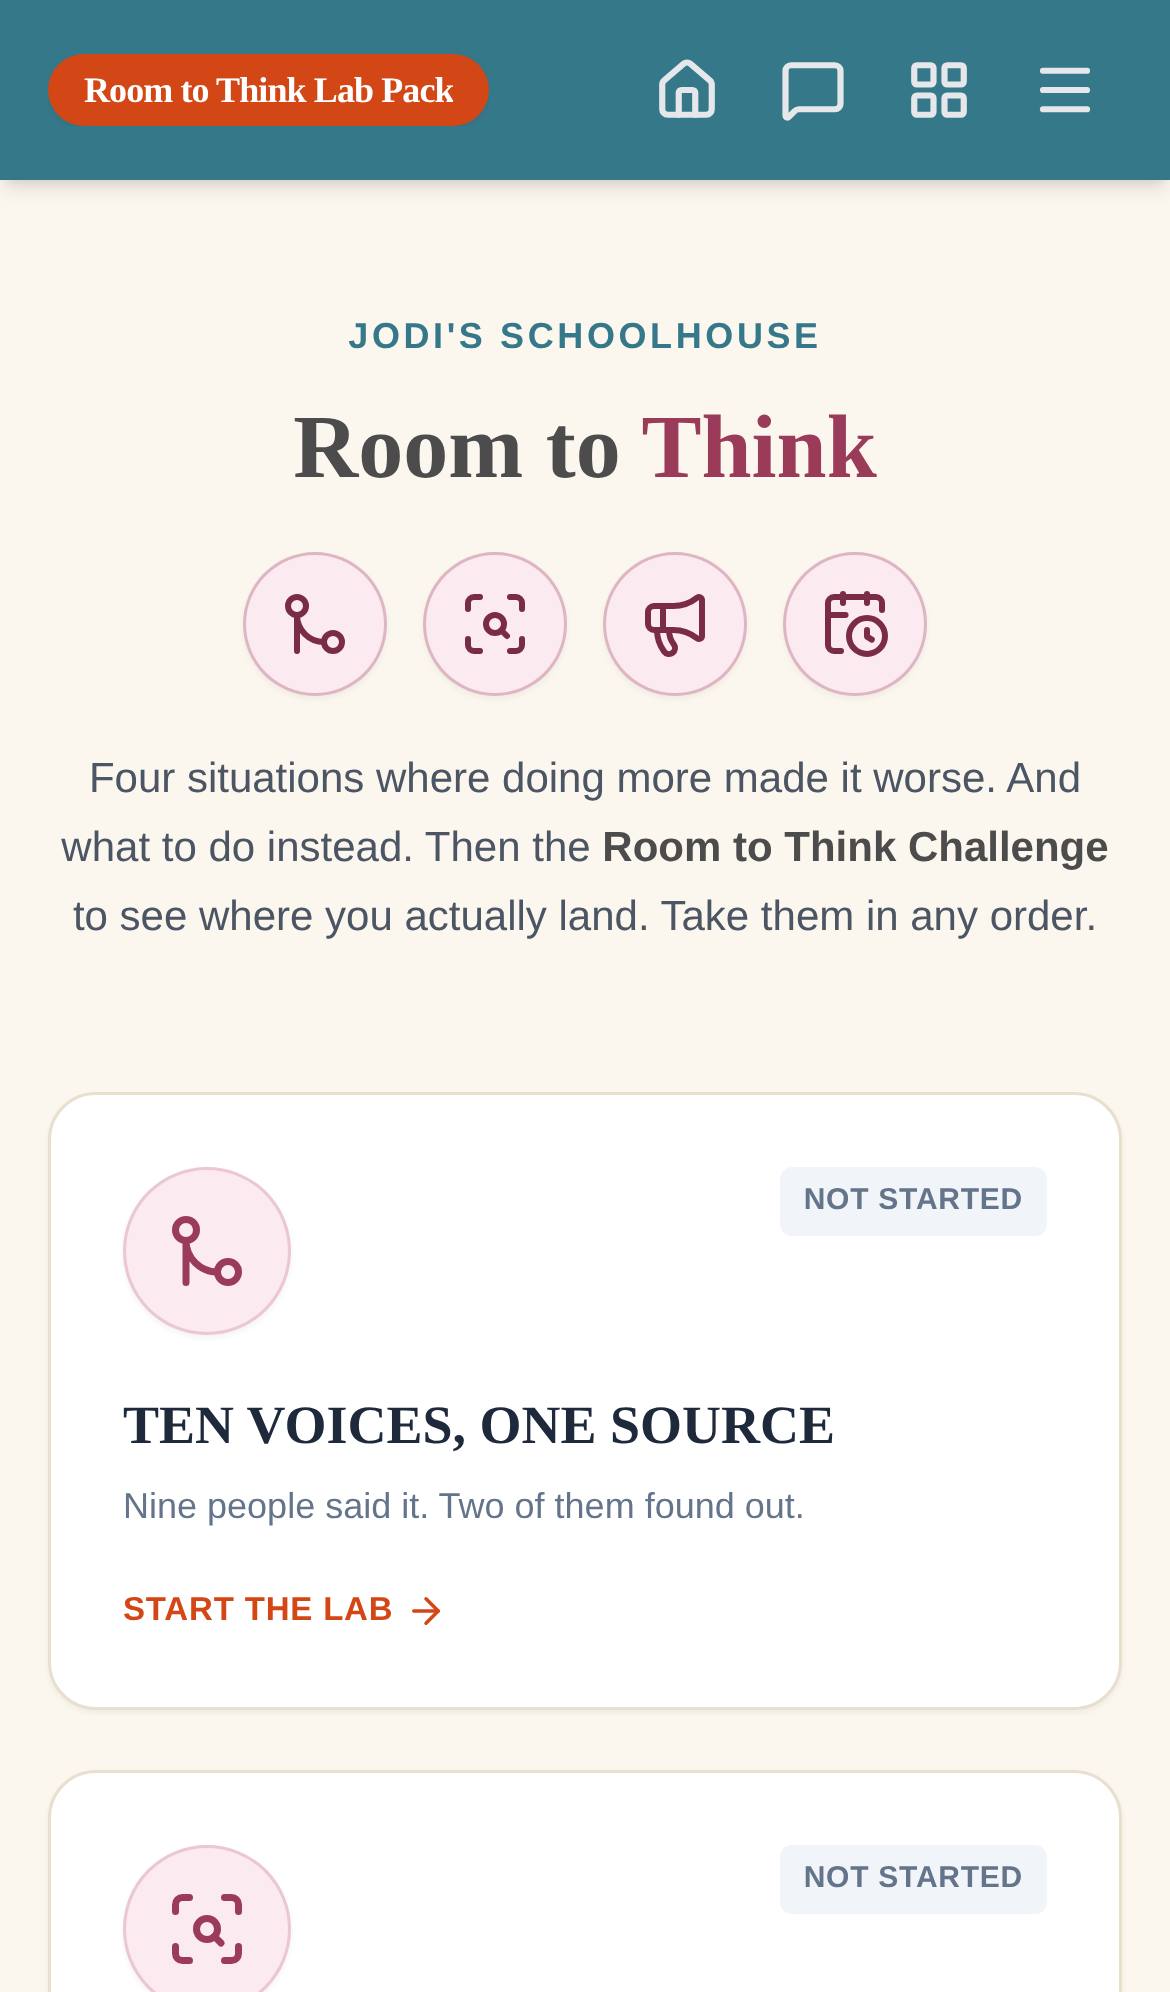 Room to Think Lab Pack
JODI'S SCHOOLHOUSE
Room to Think
Four situations where doing more made it worse. And
what to do instead. Then the Room to Think Challenge
to see where you actually land. Take them in any order.
NOT STARTED
TEN VOICES, ONE SOURCE
Nine people said it. Two of them found out.
START THE LAB →
NOT STARTED